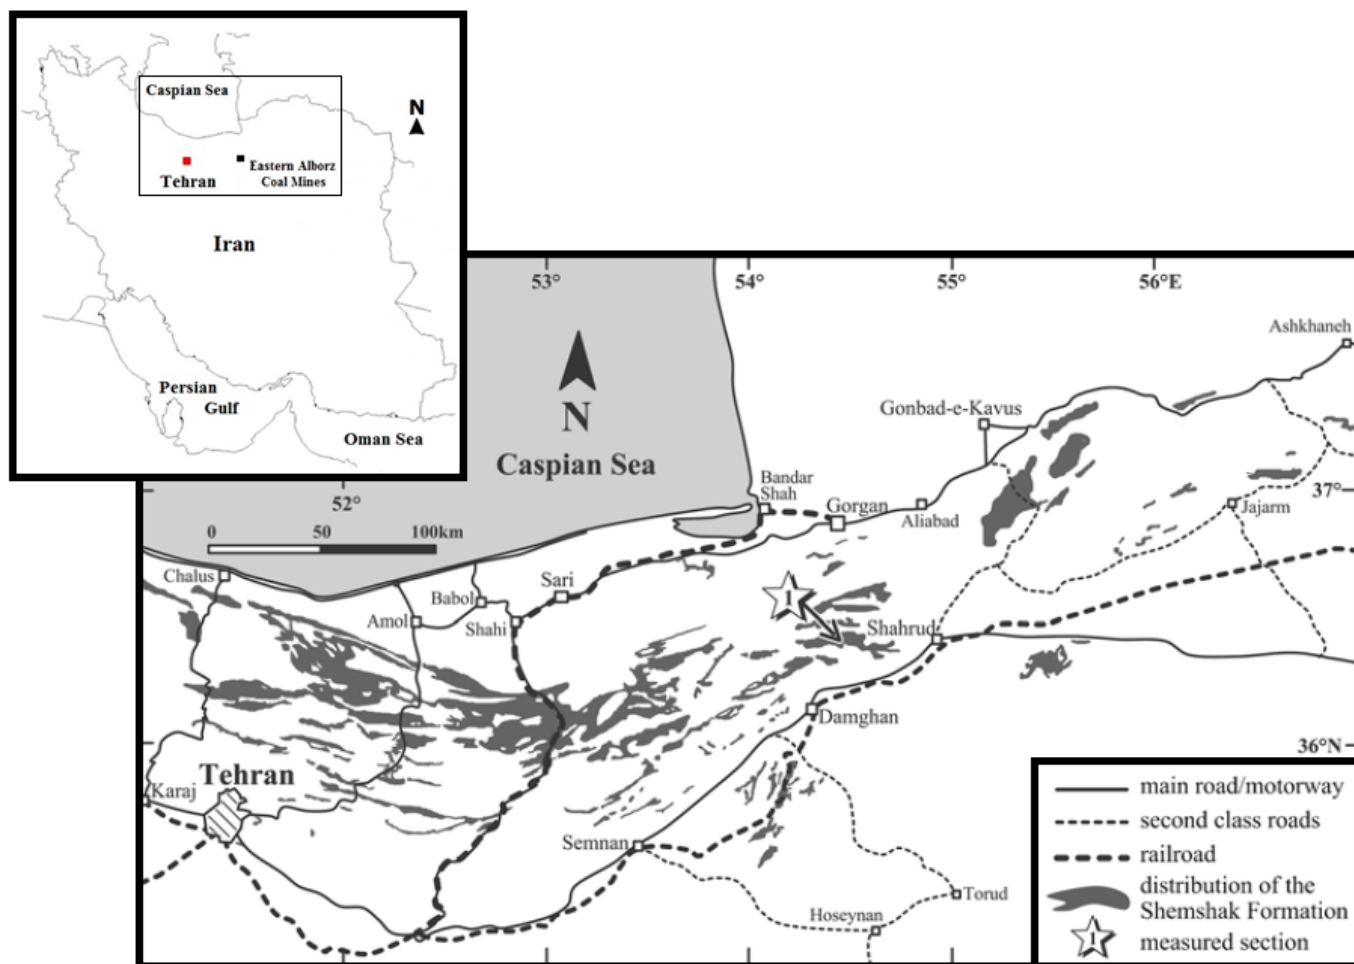 Caspian Sea
N
Tehran
Eastern Alborz
Coal Mines
Iran
Persian
Gulf
Oman Sea
53°
54°
55°
56°E
Ashkhaneh
N
Caspian Sea
Gonbad-e-Kavus
52°
Bandar
Shah
Gorgan
Aliabad
Jajarm
37°
0
50
100km
Chalus
Sari
Babol
Amol
Shahi
1
Shahrud
Damghan
36°N
Tehran
Karaj
Semnan
Torud
Hoseynan
main road/motorway
second class roads
railroad
distribution of the
Shemshak Formation
1
measured section